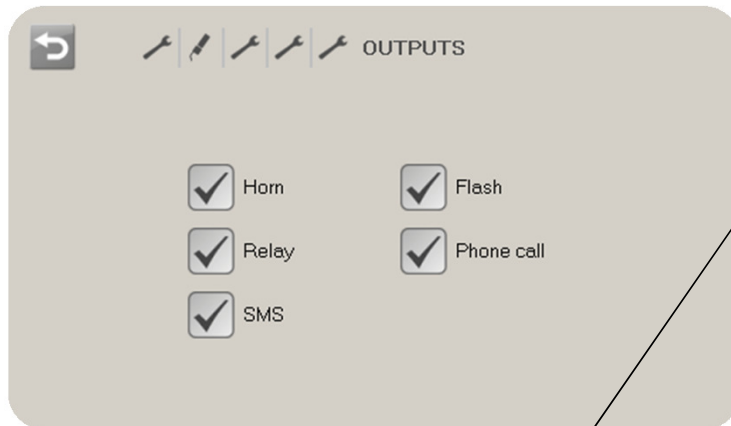 OUTPUTS
Horn
Flash
Relay
Phone call
SMS